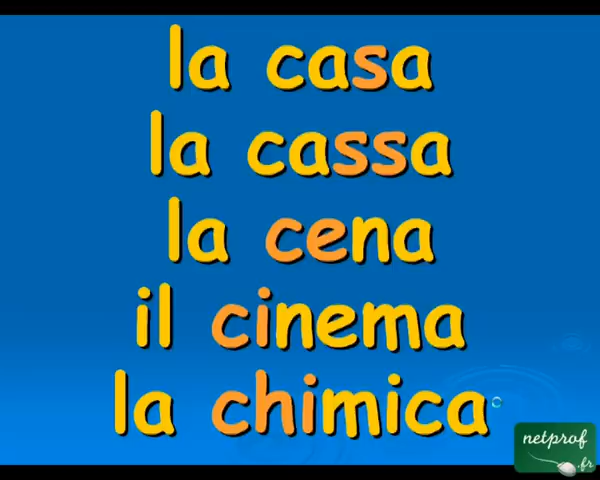 la casa
la cassa
la cena
il cinema
la chimica
netprof
.fr